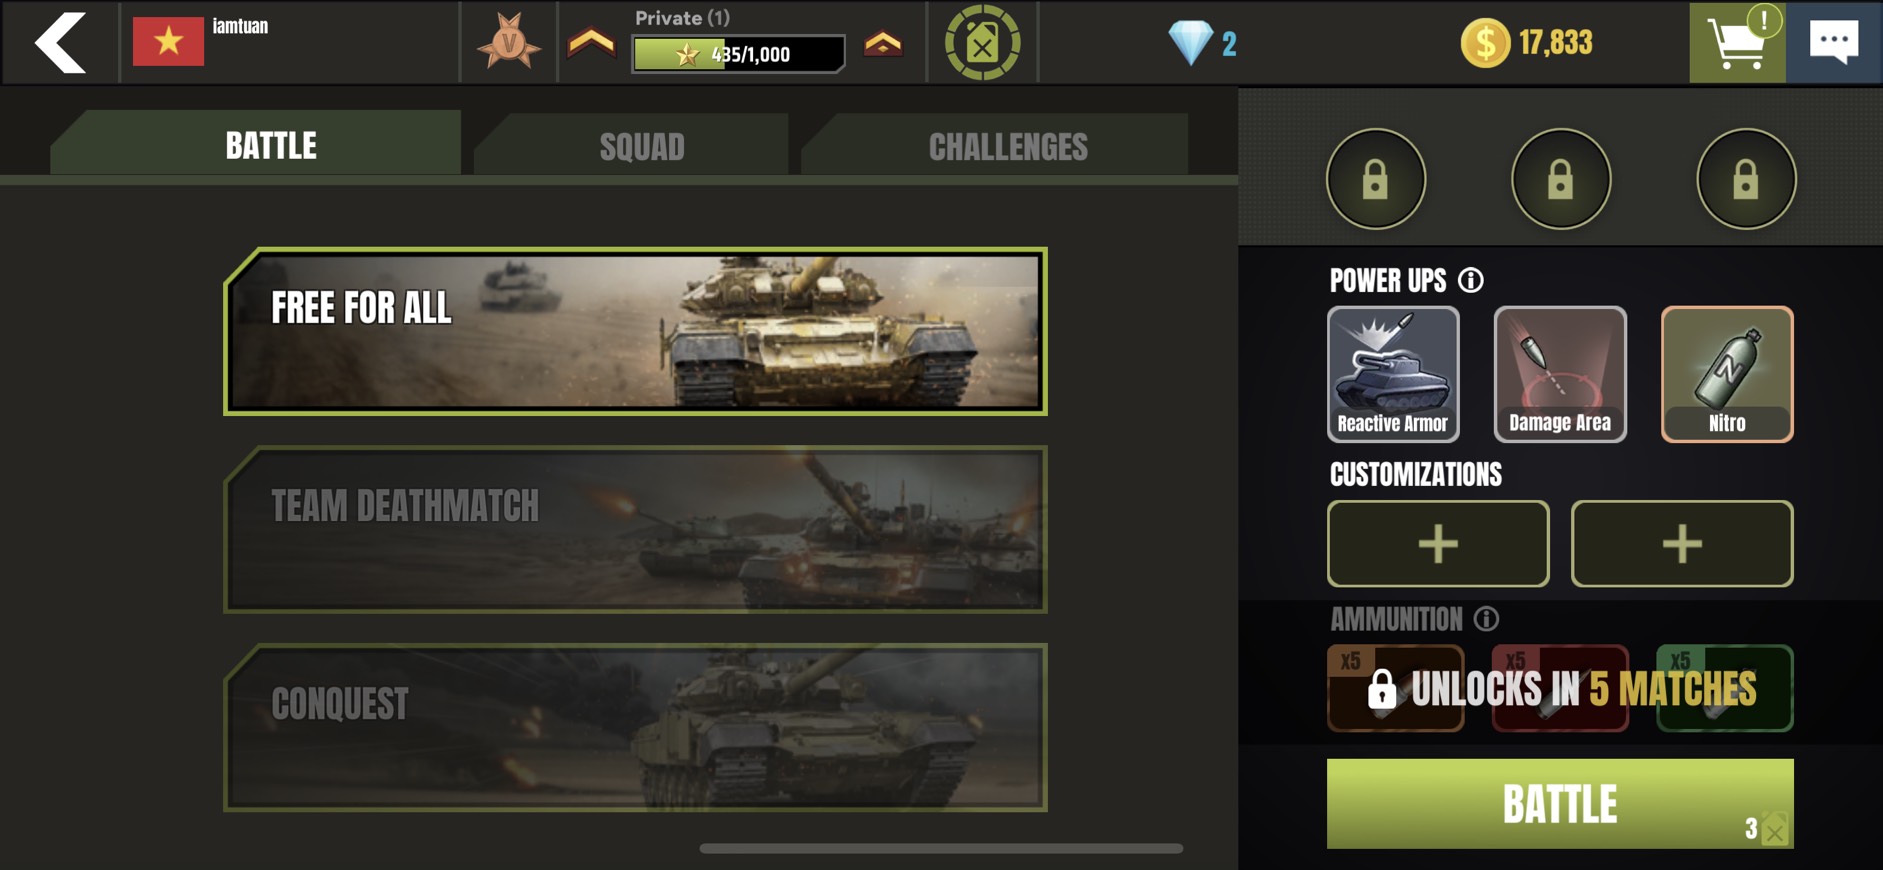 iamtuan
V
Private (1)
435/1,000
2
$ 17,833
!
BATTLE
SQUAD
CHALLENGES
FREE FOR ALL
TEAM DEATHMATCH
CONQUEST
POWER UPS i
Reactive Armor
Damage Area
N
Nitro
CUSTOMIZATIONS
AMMUNITION i
x5
x5
x5
UNLOCKS IN 5 MATCHES
BATTLE
3